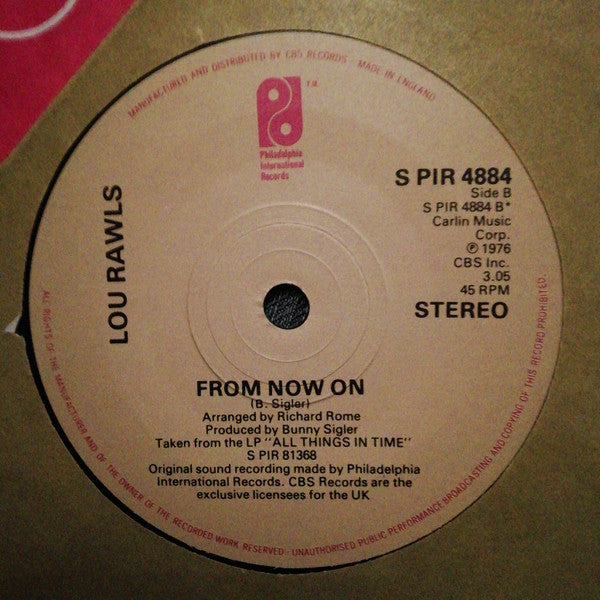 MANUFACTURED AND DISTRIBUTED BY CBS RECORDS · MADE IN ENGLAND
T.M.
Philadelphia
International
Records
LOU RAWLS
S PIR 4884
Side B
S PIR 4884 B*
Carlin Music
Corp.
℗ 1976
CBS Inc.
3.05
45 RPM
STEREO
FROM NOW ON
(B. Sigler)
Arranged by Richard Rome
Produced by Bunny Sigler
Taken from the LP "ALL THINGS IN TIME"
S PIR 81368
Original sound recording made by Philadelphia
International Records. CBS Records are the
exclusive licensees for the UK
ALL RIGHTS OF THE MANUFACTURER AND OF THE OWNER OF THE RECORDED WORK RESERVED · UNAUTHORISED PUBLIC PERFORMANCE BROADCASTING AND COPYING OF THIS RECORD PROHIBITED.